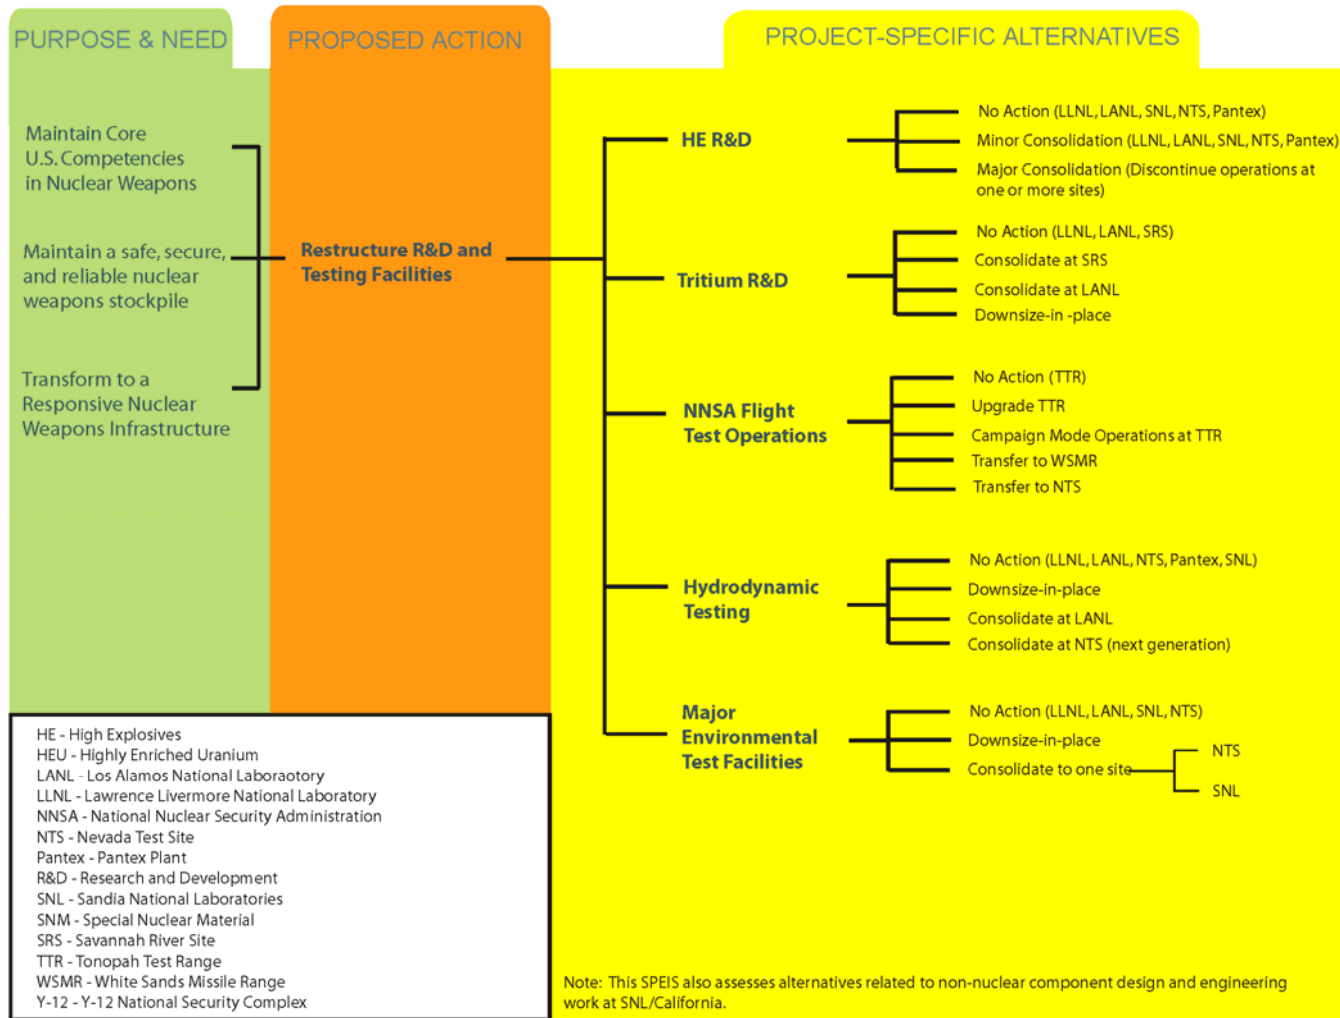 PURPOSE & NEED
PROPOSED ACTION
PROJECT-SPECIFIC ALTERNATIVES
Maintain Core
U.S. Competencies
in Nuclear Weapons
Maintain a safe, secure,
and reliable nuclear
weapons stockpile
Transform to a
Responsive Nuclear
Weapons Infrastructure
Restructure R&D and
Testing Facilities
HE R&D
No Action (LLNL, LANL, SNL, NTS, Pantex)
Minor Consolidation (LLNL, LANL, SNL, NTS, Pantex)
Major Consolidation (Discontinue operations at
one or more sites)
Tritium R&D
No Action (LLNL, LANL, SRS)
Consolidate at SRS
Consolidate at LANL
Downsize-in -place
NNSA Flight
Test Operations
No Action (TTR)
Upgrade TTR
Campaign Mode Operations at TTR
Transfer to WSMR
Transfer to NTS
Hydrodynamic
Testing
No Action (LLNL, LANL, NTS, Pantex, SNL)
Downsize-in-place
Consolidate at LANL
Consolidate at NTS (next generation)
Major
Environmental
Test Facilities
No Action (LLNL, LANL, SNL, NTS)
Downsize-in-place
Consolidate to one site
NTS
SNL
HE - High Explosives
HEU - Highly Enriched Uranium
LANL - Los Alamos National Laboraotory
LLNL - Lawrence Livermore National Laboratory
NNSA - National Nuclear Security Administration
NTS - Nevada Test Site
Pantex - Pantex Plant
R&D - Research and Development
SNL - Sandia National Laboratories
SNM - Special Nuclear Material
SRS - Savannah River Site
TTR - Tonopah Test Range
WSMR - White Sands Missile Range
Y-12 - Y-12 National Security Complex
Note: This SPEIS also assesses alternatives related to non-nuclear component design and engineering
work at SNL/California.